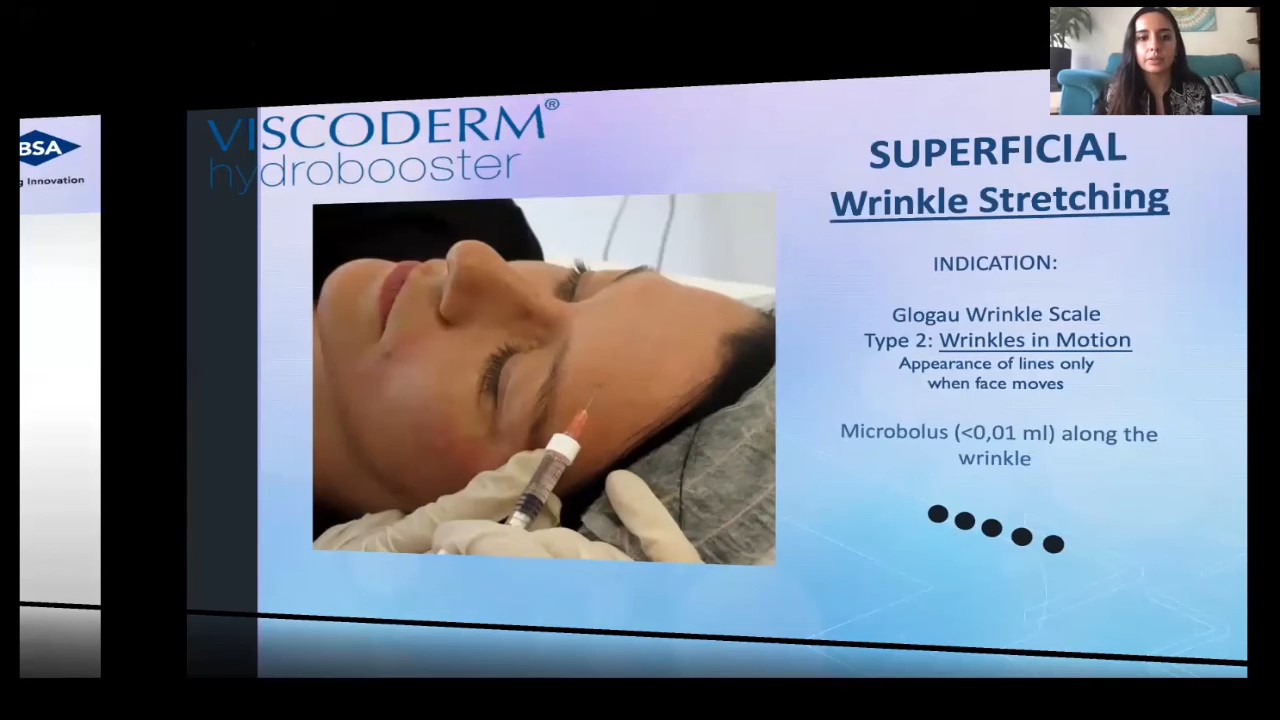 BSA
g Innovation
VISCODERM®
hydrobooster
SUPERFICIAL
Wrinkle Stretching
INDICATION:
Glogau Wrinkle Scale
Type 2: Wrinkles in Motion
Appearance of lines only
when face moves
Microbolus (<0,01 ml) along the
wrinkle